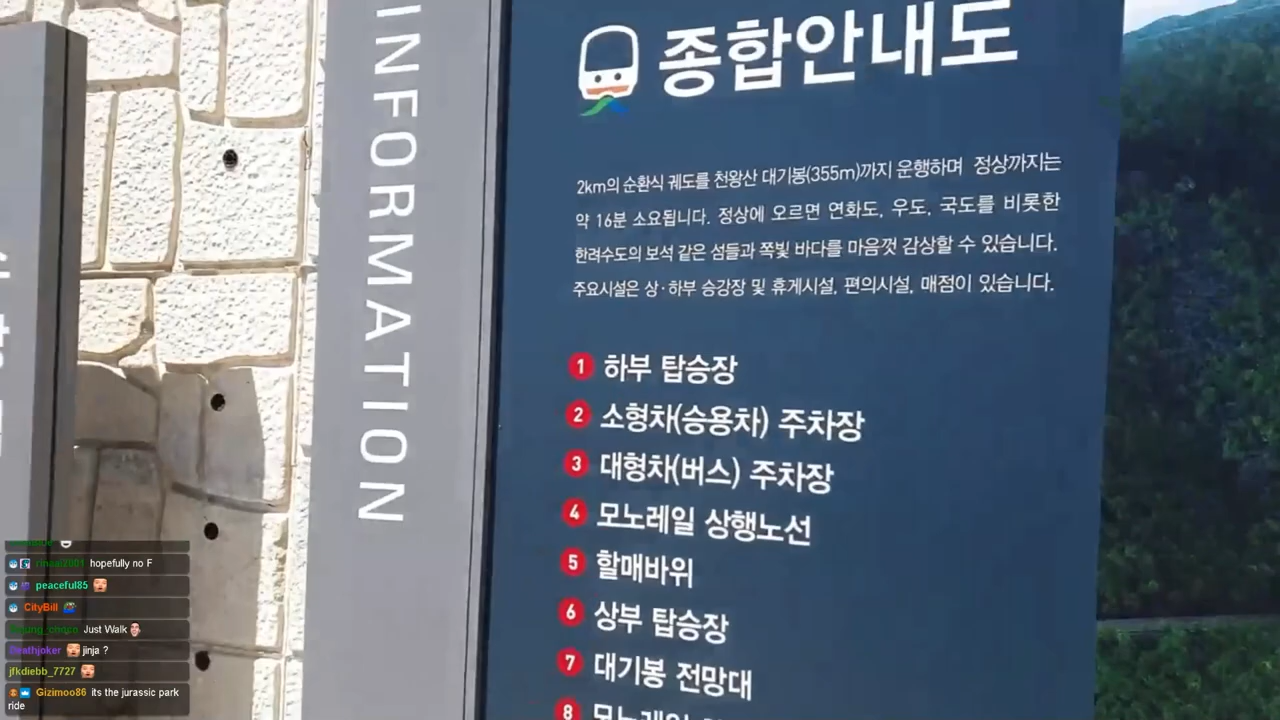 INFORMATION
종합안내도
2km의 순환식 궤도를 천왕산 대기봉(355m)까지 운행하며 정상까지는
약 16분 소요됩니다. 정상에 오르면 연화도, 우도, 국도를 비롯한
한려수도의 보석 같은 섬들과 쪽빛 바다를 마음껏 감상할 수 있습니다.
주요시설은 상·하부 승강장 및 휴게시설, 편의시설, 매점이 있습니다.
1 하부 탑승장
2 소형차(승용차) 주차장
3 대형차(버스) 주차장
4 모노레일 상행노선
5 할매바위
6 상부 탑승장
7 대기봉 전망대
8 모노레일
hopefully no F
peaceful85
CityBill
Just Walk
jinja ?
jfkdiebb_7727
Gizmoo86 its the jurassic park
ride